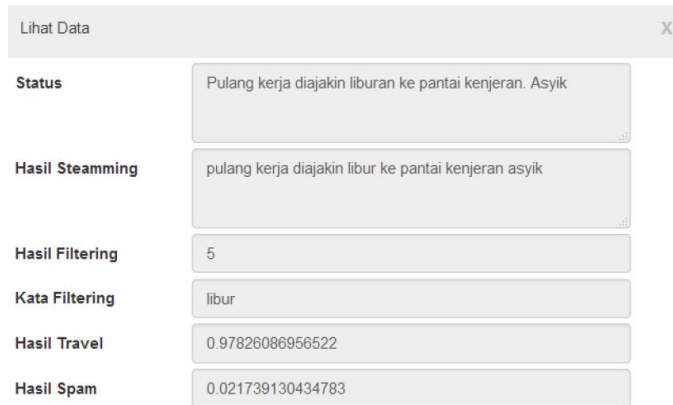 Lihat Data X
Status Pulang kerja diajakin liburan ke pantai kenjeran. Asyik
Hasil Steamming pulang kerja diajakin libur ke pantai kenjeran asyik
Hasil Filtering 5
Kata Filtering libur
Hasil Travel 0.97826086956522
Hasil Spam 0.021739130434783